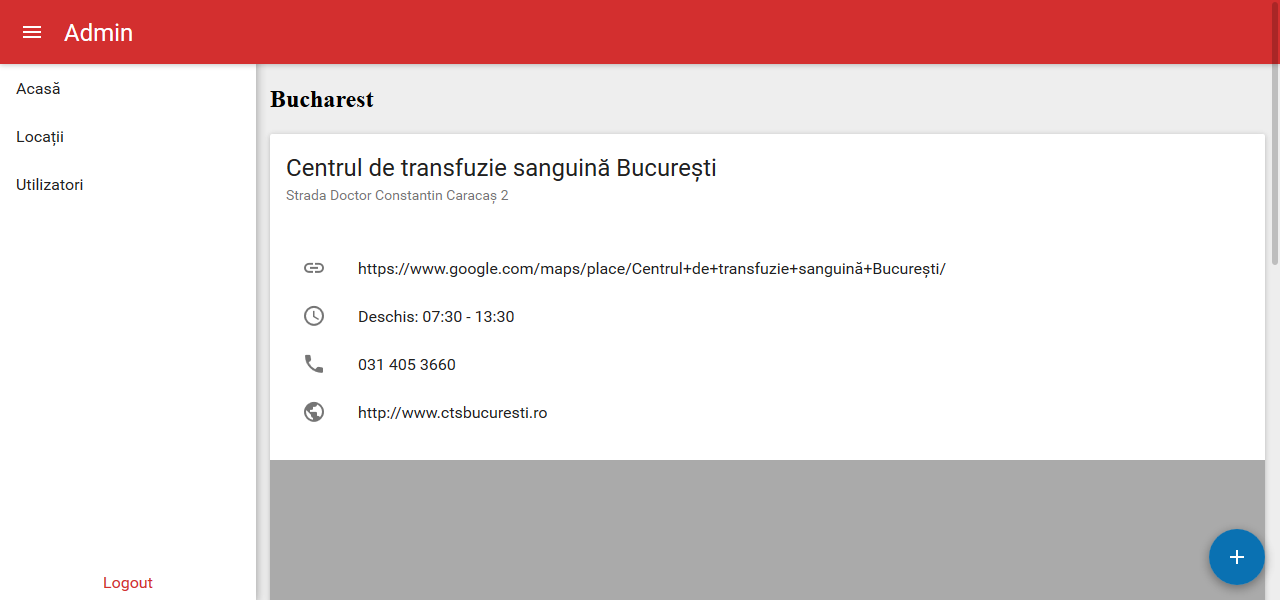 Admin
Acasă
Locații
Utilizatori
Logout
Bucharest
Centrul de transfuzie sanguină București
Strada Doctor Constantin Caracaș 2
https://www.google.com/maps/place/Centrul+de+transfuzie+sanguină+București/
Deschis: 07:30 - 13:30
031 405 3660
http://www.ctsbucuresti.ro